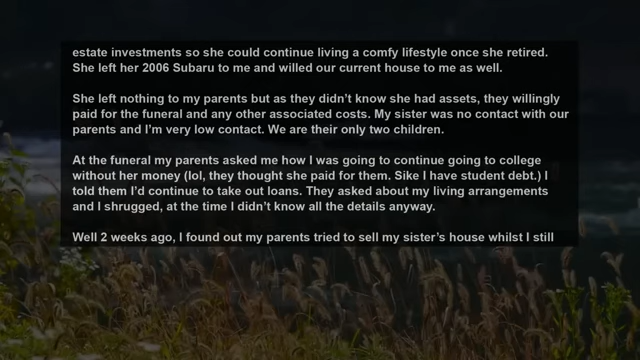 estate investments so she could continue living a comfy lifestyle once she retired.
She left her 2006 Subaru to me and willed our current house to me as well.
She left nothing to my parents but as they didn't know she had assets, they willingly
paid for the funeral and any other associated costs. My sister was no contact with our
parents and I'm very low contact. We are their only two children.
At the funeral my parents asked me how I was going to continue going to college
without her money (lol, they thought she paid for them. Sike I have student debt.) I
told them I'd continue to take out loans. They asked about my living arrangements
and I shrugged, at the time I didn't know all the details anyway.
Well 2 weeks ago, I found out my parents tried to sell my sister's house whilst I still